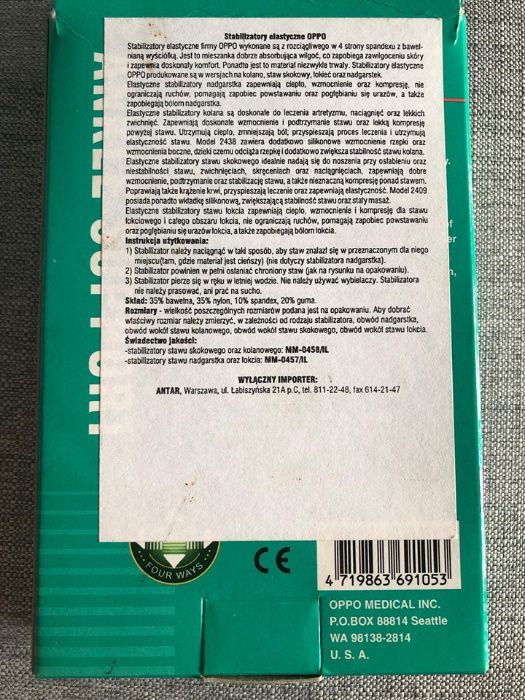 Stabilizatory elastyczne OPPO
Stabilizatory elastyczne firmy OPPO wykonane są z rozciągliwego w 4 strony spandexu z baweł-
nianą wyściółką. Jest to mieszanka dobrze absorbująca wilgoć, co zapobiega zawilgoceniu skóry
i zapewnia doskonały komfort. Ponadto jest to materiał niezwykle trwały. Stabilizatory elastyczne
OPPO produkowane są w wersjach na kolano, staw skokowy, łokieć oraz nadgarstek.
Elastyczne stabilizatory nadgarstka zapewniają ciepło, wzmocnienie oraz kompresję, nie
ograniczają ruchów, pomagają zapobiec powstawaniu oraz pogłębianiu się urazów, a także
zapobiegają bólom nadgarstka.
Elastyczne stabilizatory kolana są doskonałe do leczenia artretyzmu, naciągnięć oraz lekkich
zwichnięć. Zapewniają doskonałe wzmocnienie i podtrzymanie stawu oraz lekką kompresję
powyżej stawu. Utrzymują ciepło, zmniejszają ból; przyspieszają proces leczenia i utrzymują
elastyczność stawu. Model 2438 zawiera dodatkowo silikonowe wzmocnienie rzepki oraz
wzmocnienia boczne, dzięki czemu odciąża rzepkę i dodatkowo zwiększa stabilność stawu kolana.
Elastyczne stabilizatory stawu skokowego idealnie nadają się do noszenia przy osłabieniu oraz
niestabilności stawu, zwichnięciach, skręceniach oraz naciągnięciach, zapewniają dobre
wzmocnienie, podtrzymanie oraz stabilizację stawu, a także nieznaczną kompresję ponad stawem.
Poprawiają także krążenie krwi, przyspieszają leczenie oraz zapewniają elastyczność. Model 2409
posiada ponadto wkładkę silikonową, zwiększającą stabilność stawu oraz stały masaż.
Elastyczne stabilizatory stawu łokcia zapewniają ciepło, wzmocnienie i kompresję dla stawu
łokciowego i całego obszaru łokcia, nie ograniczają ruchów, pomagają zapobiec powstawaniu
oraz pogłębianiu się urazów łokcia, a także zapobiegają bólom łokcia.
Instrukcja użytkowania:
1) Stabilizator należy naciągnąć w taki sposób, aby staw znalazł się w przeznaczonym dla niego
miejscu(tam, gdzie materiał jest cieńszy) (nie dotyczy stabilizatora nadgarstka).
2) Stabilizator powinien w pełni osłaniać chroniony staw (jak na rysunku na opakowaniu).
3) Stabilizator pierze się w ręku w letniej wodzie. Nie należy używać wybielaczy. Stabilizatora
nie należy prasować, ani prać na sucho.
Skład: 35% bawełna, 35% nylon, 10% spandex, 20% guma.
Rozmiary - wielkość poszczególnych rozmiarów podana jest na opakowaniu. Aby dobrać
właściwy rozmiar należy zmierzyć, w zależności od rodzaju stabilizatora, obwód nadgarstka,
obwód wokół stawu kolanowego, obwód wokół stawu skokowego, obwód wokół stawu łokcia.
Świadectwo jakości:
-stabilizatory stawu skokowego oraz kolanowego: MM-0458/IL
-stabilizatory stawu nadgarstka oraz łokcia: MM-0457/IL
WYŁĄCZNY IMPORTER:
ANTAR, Warszawa, ul. Łabiszyńska 21A p.C, tel. 811-22-48, fax 614-21-47
FOUR WAYS
CE
4 719863 691053
OPPO MEDICAL INC.
P.O.BOX 88814 Seattle
WA 98138-2814
U. S. A.